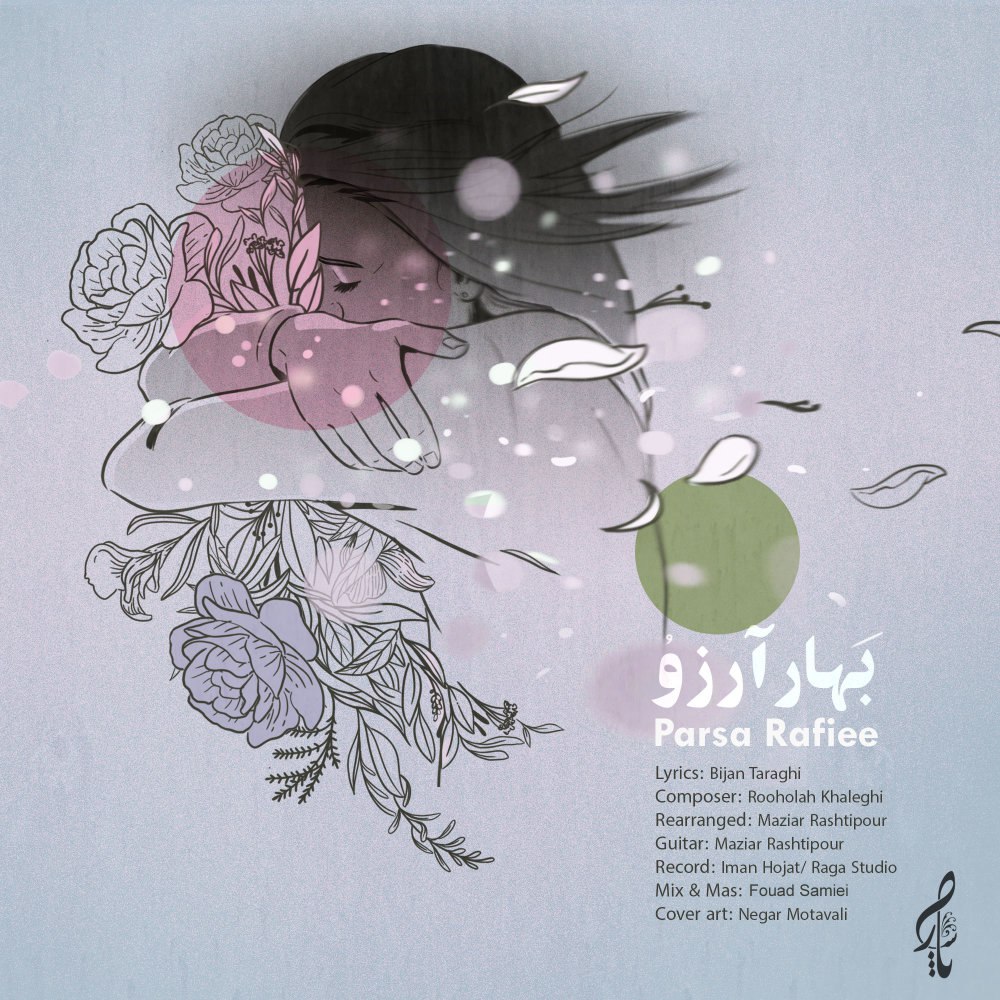 بَهار آرزوُ
Parsa Rafiee
Lyrics: Bijan Taraghi
Composer: Rooholah Khaleghi
Rearranged: Maziar Rashtipour
Guitar: Maziar Rashtipour
Record: Iman Hojat/ Raga Studio
Mix & Mas: Fouad Samiei
Cover art: Negar Motavali